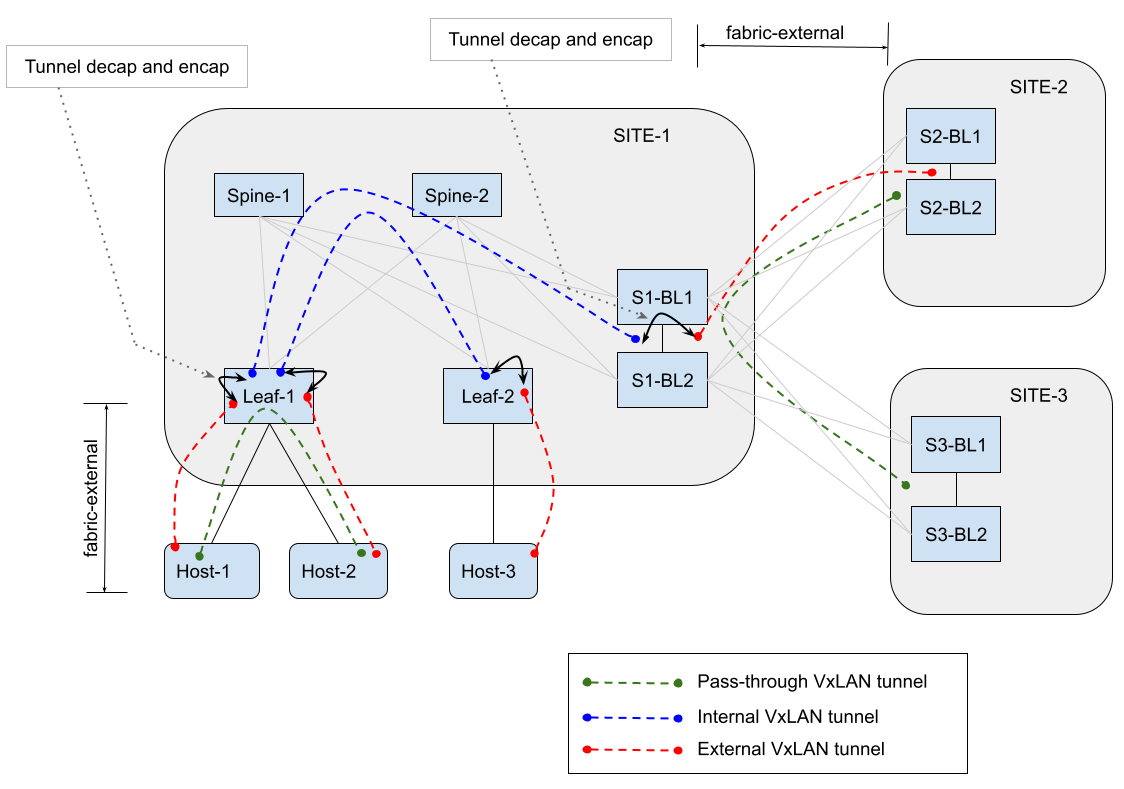 Tunnel decap and encap
Tunnel decap and encap
fabric-external
SITE-1
SITE-2
S2-BL1
S2-BL2
Spine-1
Spine-2
S1-BL1
S1-BL2
Leaf-1
Leaf-2
SITE-3
S3-BL1
S3-BL2
fabric-external
Host-1
Host-2
Host-3
Pass-through VxLAN tunnel
Internal VxLAN tunnel
External VxLAN tunnel